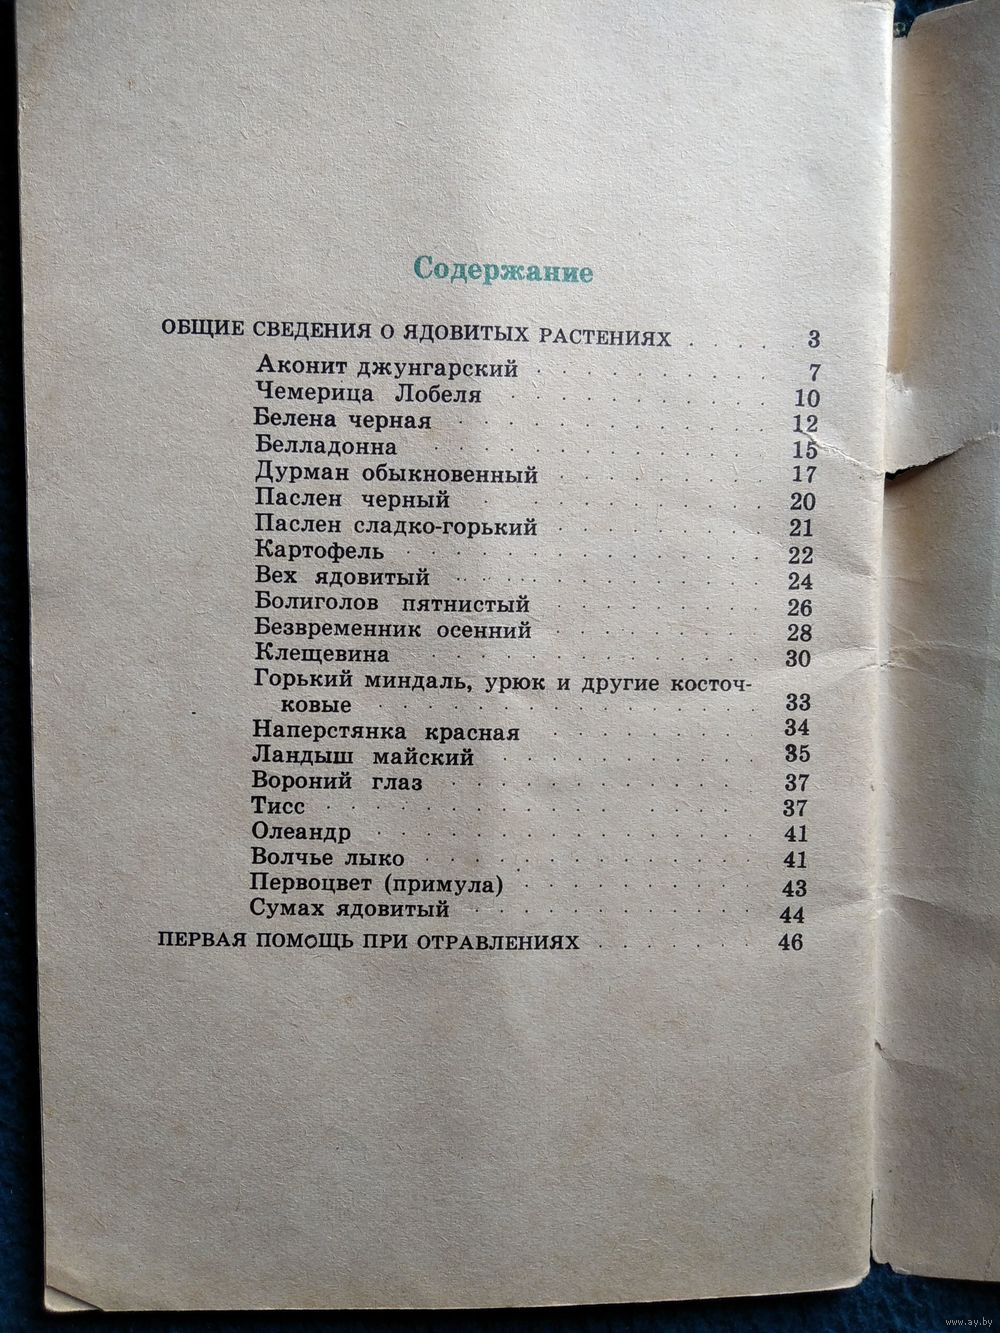 Содержание
ОБЩИЕ СВЕДЕНИЯ О ЯДОВИТЫХ РАСТЕНИЯХ . . . . 3
Аконит джунгарский . . . . . . . . . 7
Чемерица Лобеля . . . . . . . . . . 10
Белена черная . . . . . . . . . . . 12
Белладонна . . . . . . . . . . . . 15
Дурман обыкновенный . . . . . . . . 17
Паслен черный . . . . . . . . . . 20
Паслен сладко-горький . . . . . . . . 21
Картофель . . . . . . . . . . . . 22
Вех ядовитый . . . . . . . . . . . 24
Болиголов пятнистый . . . . . . . . 26
Безвременник осенний . . . . . . . . 28
Клещевина . . . . . . . . . . . . 30
Горький миндаль, урюк и другие косточ-
ковые . . . . . . . . . . . . . 33
Наперстянка красная . . . . . . . . 34
Ландыш майский . . . . . . . . . . 35
Вороний глаз . . . . . . . . . . . 37
Тисс . . . . . . . . . . . . . . 37
Олеандр . . . . . . . . . . . . . 41
Волчье лыко . . . . . . . . . . . 41
Первоцвет (примула) . . . . . . . . . 43
Сумах ядовитый . . . . . . . . . . 44
ПЕРВАЯ ПОМОЩЬ ПРИ ОТРАВЛЕНИЯХ . . . . . . . 46
www.ay.by